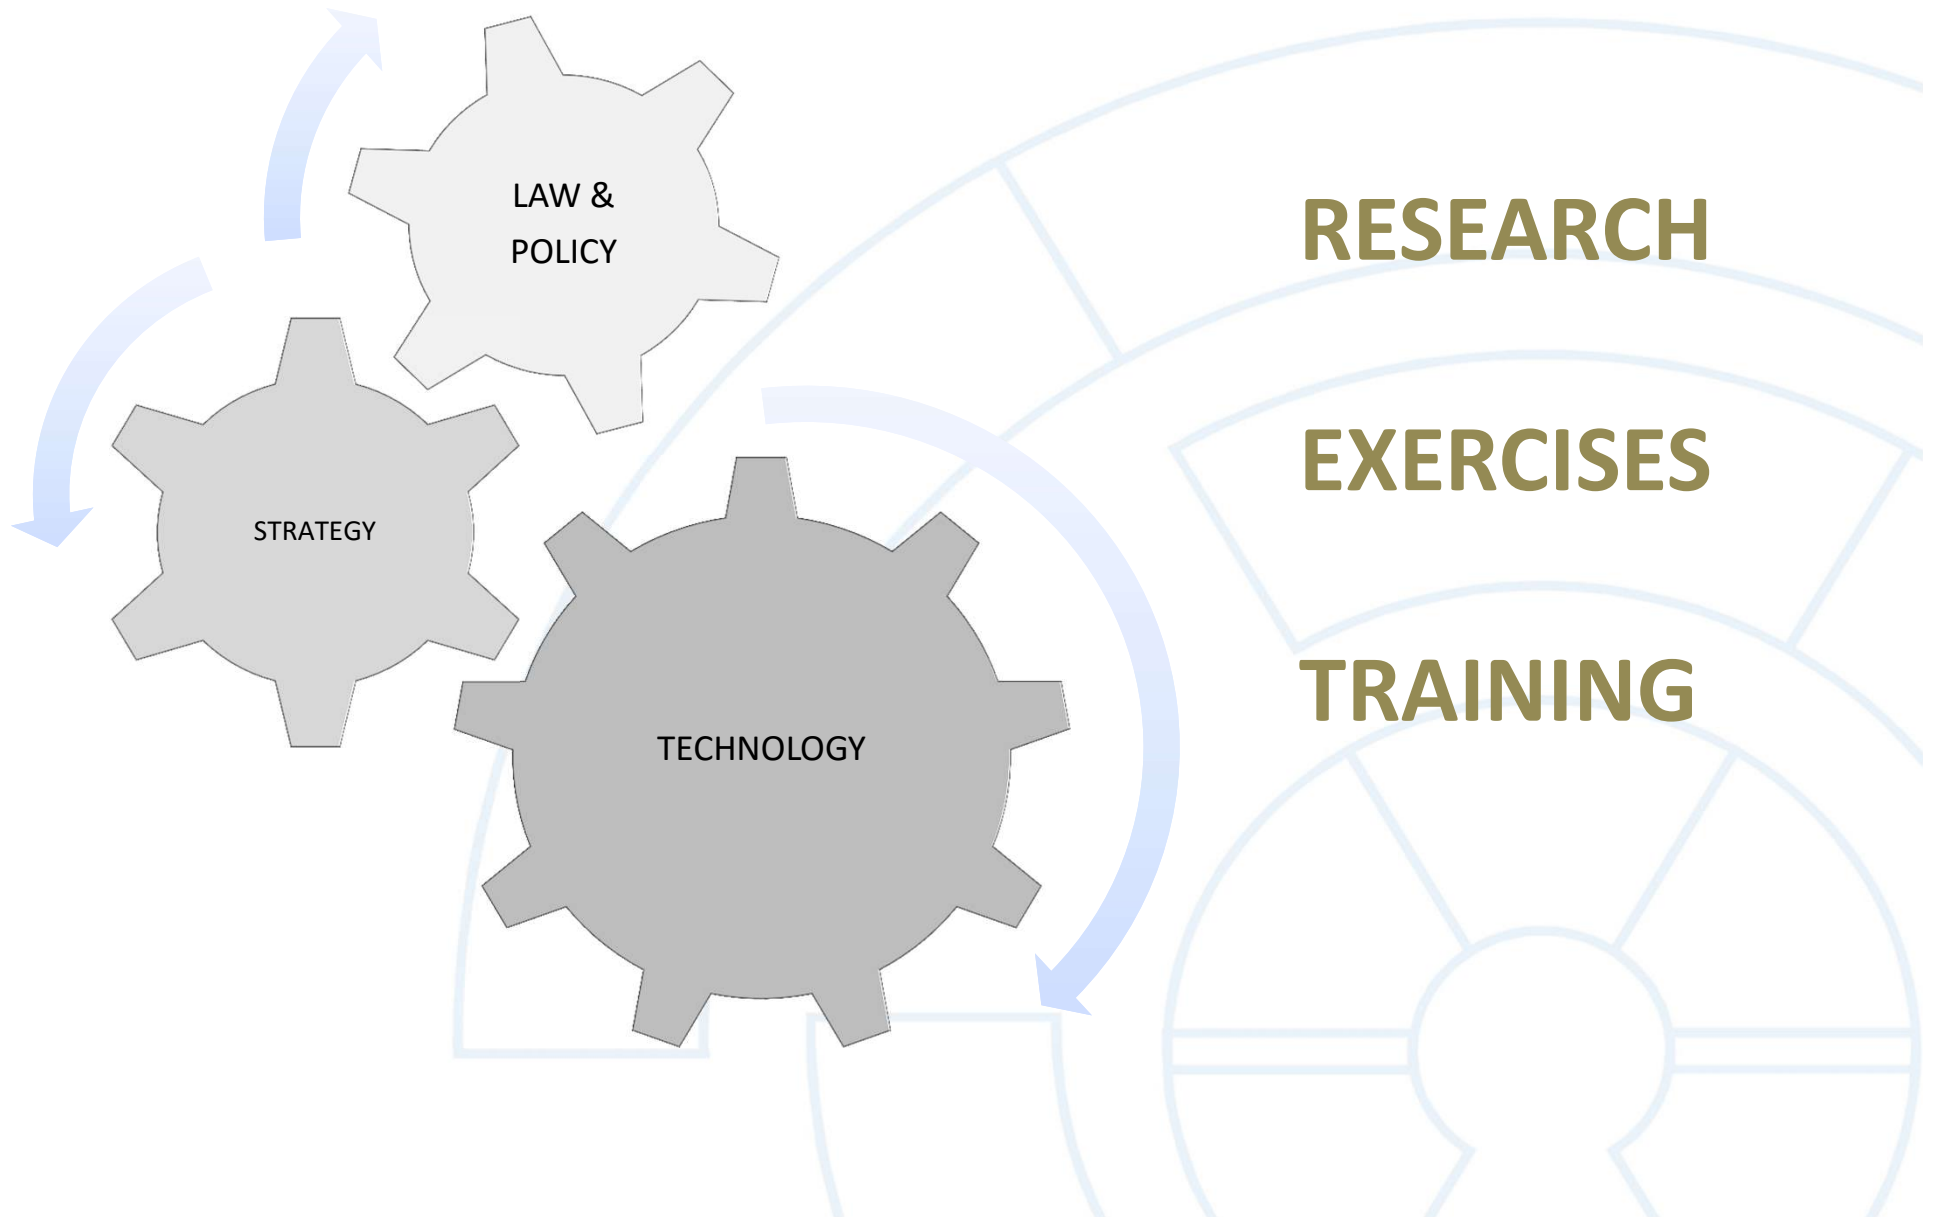 LAW &
POLICY
STRATEGY
TECHNOLOGY
RESEARCH
EXERCISES
TRAINING